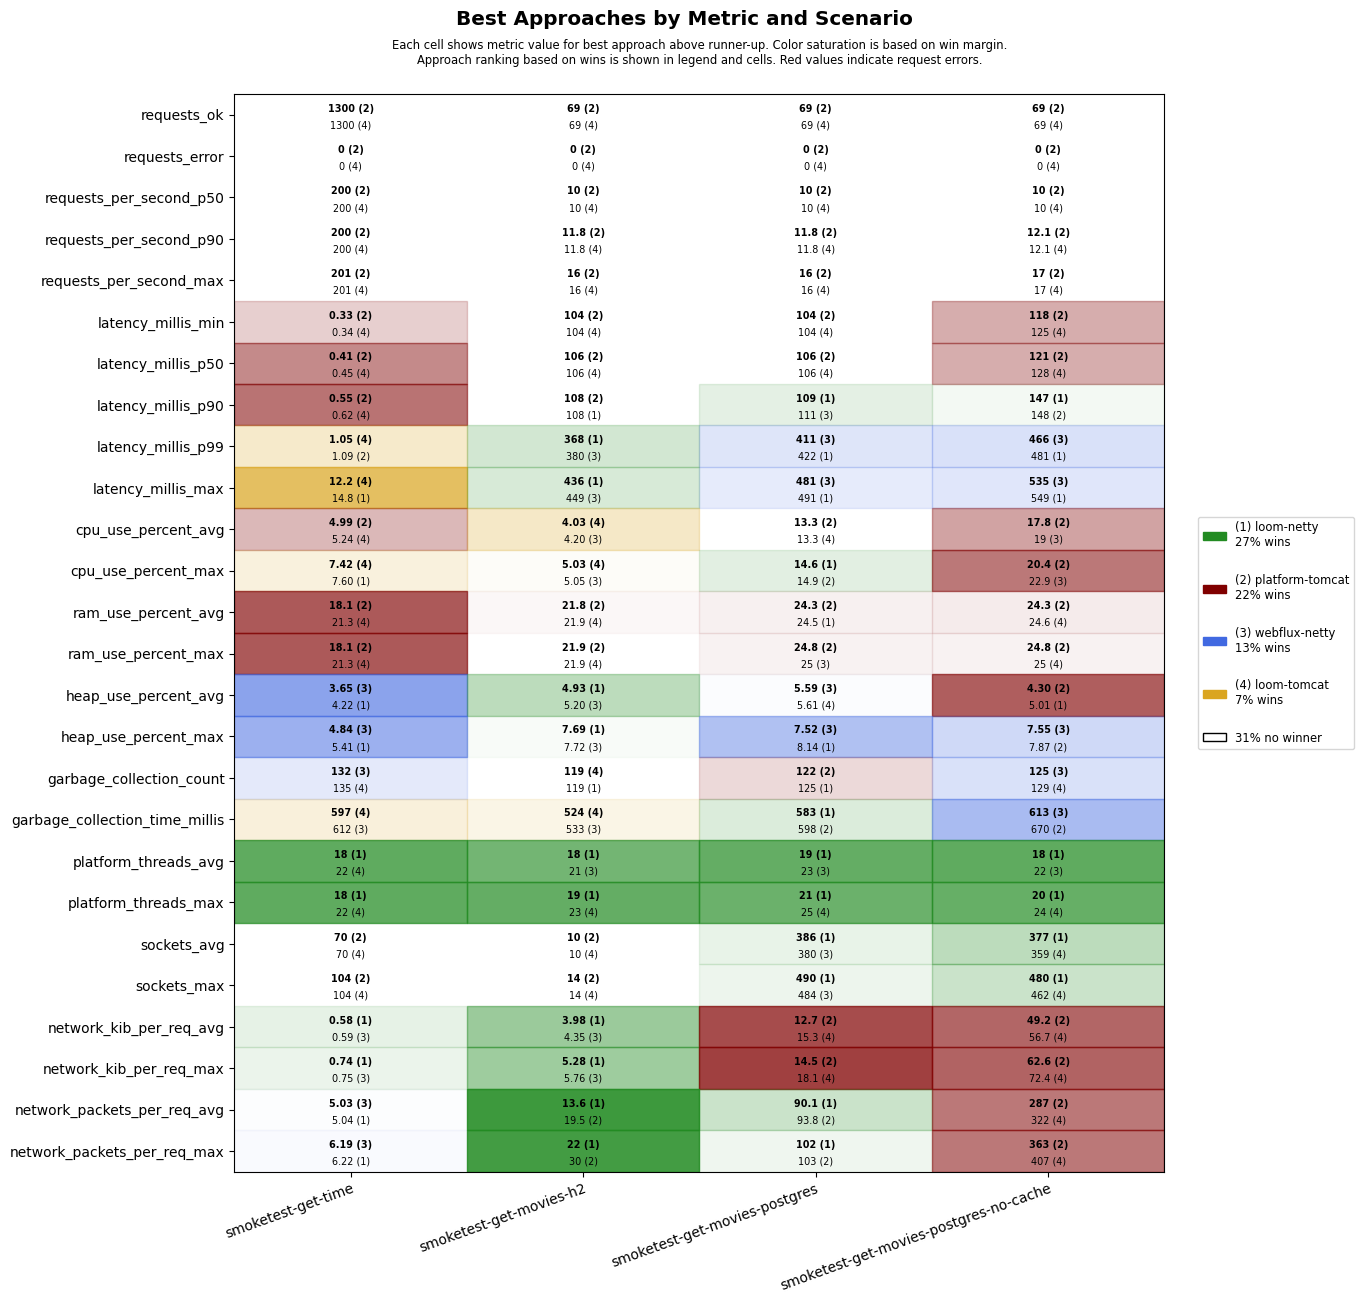 Best Approaches by Metric and Scenario
Each cell shows metric value for best approach above runner-up. Color saturation is based on win margin.
Approach ranking based on wins is shown in legend and cells. Red values indicate request errors.
requests_ok
1300 (2) 69 (2) 69 (2) 69 (2)
1300 (4) 69 (4) 69 (4) 69 (4)
requests_error
0 (2) 0 (2) 0 (2) 0 (2)
0 (4) 0 (4) 0 (4) 0 (4)
requests_per_second_p50
200 (2) 10 (2) 10 (2) 10 (2)
200 (4) 10 (4) 10 (4) 10 (4)
requests_per_second_p90
200 (2) 11.8 (2) 11.8 (2) 12.1 (2)
200 (4) 11.8 (4) 11.8 (4) 12.1 (4)
requests_per_second_max
201 (2) 16 (2) 16 (2) 17 (2)
201 (4) 16 (4) 16 (4) 17 (4)
latency_millis_min
0.33 (2) 104 (2) 104 (2) 118 (2)
0.34 (4) 104 (4) 104 (4) 125 (4)
latency_millis_p50
0.41 (2) 106 (2) 106 (2) 121 (2)
0.45 (4) 106 (4) 106 (4) 128 (4)
latency_millis_p90
0.55 (2) 108 (2) 109 (1) 147 (1)
0.62 (4) 108 (1) 111 (3) 148 (2)
latency_millis_p99
1.05 (4) 368 (1) 411 (3) 466 (3)
1.09 (2) 380 (3) 422 (1) 481 (1)
latency_millis_max
12.2 (4) 436 (1) 481 (3) 535 (3)
14.8 (1) 449 (3) 491 (1) 549 (1)
cpu_use_percent_avg
4.99 (2) 4.03 (4) 13.3 (2) 17.8 (2)
5.24 (4) 4.20 (3) 13.3 (4) 19 (3)
cpu_use_percent_max
7.42 (4) 5.03 (4) 14.6 (1) 20.4 (2)
7.60 (1) 5.05 (3) 14.9 (2) 22.9 (3)
ram_use_percent_avg
18.1 (2) 21.8 (2) 24.3 (2) 24.3 (2)
21.3 (4) 21.9 (4) 24.5 (1) 24.6 (4)
ram_use_percent_max
18.1 (2) 21.9 (2) 24.8 (2) 24.8 (2)
21.3 (4) 21.9 (4) 25 (3) 25 (4)
heap_use_percent_avg
3.65 (3) 4.93 (1) 5.59 (3) 4.30 (2)
4.22 (1) 5.20 (3) 5.61 (4) 5.01 (1)
heap_use_percent_max
4.84 (3) 7.69 (1) 7.52 (3) 7.55 (3)
5.41 (1) 7.72 (3) 8.14 (1) 7.87 (2)
garbage_collection_count
132 (3) 119 (4) 122 (2) 125 (3)
135 (4) 119 (1) 125 (1) 129 (4)
garbage_collection_time_millis
597 (4) 524 (4) 583 (1) 613 (3)
612 (3) 533 (3) 598 (2) 670 (2)
platform_threads_avg
18 (1) 18 (1) 19 (1) 18 (1)
22 (4) 21 (3) 23 (3) 22 (3)
platform_threads_max
18 (1) 19 (1) 21 (1) 20 (1)
22 (4) 23 (4) 25 (4) 24 (4)
sockets_avg
70 (2) 10 (2) 386 (1) 377 (1)
70 (4) 10 (4) 380 (3) 359 (4)
sockets_max
104 (2) 14 (2) 490 (1) 480 (1)
104 (4) 14 (4) 484 (3) 462 (4)
network_kib_per_req_avg
0.58 (1) 3.98 (1) 12.7 (2) 49.2 (2)
0.59 (3) 4.35 (3) 15.3 (4) 56.7 (4)
network_kib_per_req_max
0.74 (1) 5.28 (1) 14.5 (2) 62.6 (2)
0.75 (3) 5.76 (3) 18.1 (4) 72.4 (4)
network_packets_per_req_avg
5.03 (3) 13.6 (1) 90.1 (1) 287 (2)
5.04 (1) 19.5 (2) 93.8 (2) 322 (4)
network_packets_per_req_max
6.19 (3) 22 (1) 102 (1) 363 (2)
6.22 (1) 30 (2) 103 (2) 407 (4)
smoketest-get-time
smoketest-get-movies-h2
smoketest-get-movies-postgres
smoketest-get-movies-postgres-no-cache
(1) loom-netty
27% wins
(2) platform-tomcat
22% wins
(3) webflux-netty
13% wins
(4) loom-tomcat
7% wins
31% no winner